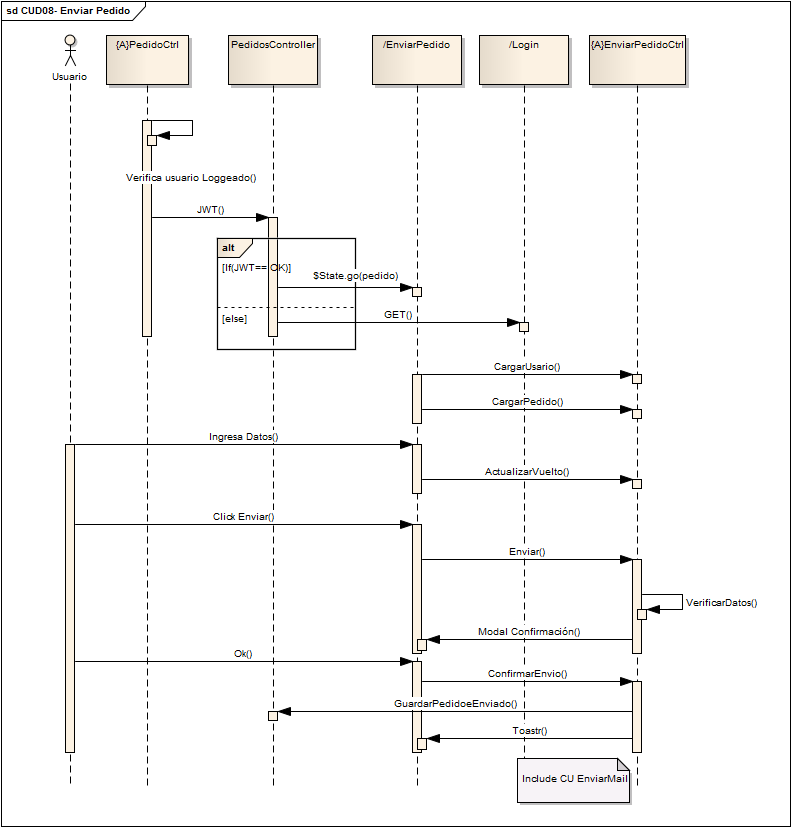 sd CUD08- Enviar Pedido
Usuario
{A}PedidoCtrl
PedidosController
/EnviarPedido
/Login
{A}EnviarPedidoCtrl
Verifica usuario Loggeado()
JWT()
alt
[If(JWT== OK)]
$State.go(pedido)
[else]
GET()
CargarUsario()
CargarPedido()
Ingresa Datos()
ActualizarVuelto()
Click Enviar()
Enviar()
VerificarDatos()
Modal Confirmación()
Ok()
ConfirmarEnvio()
GuardarPedidoeEnviado()
Toastr()
Include CU EnviarMail